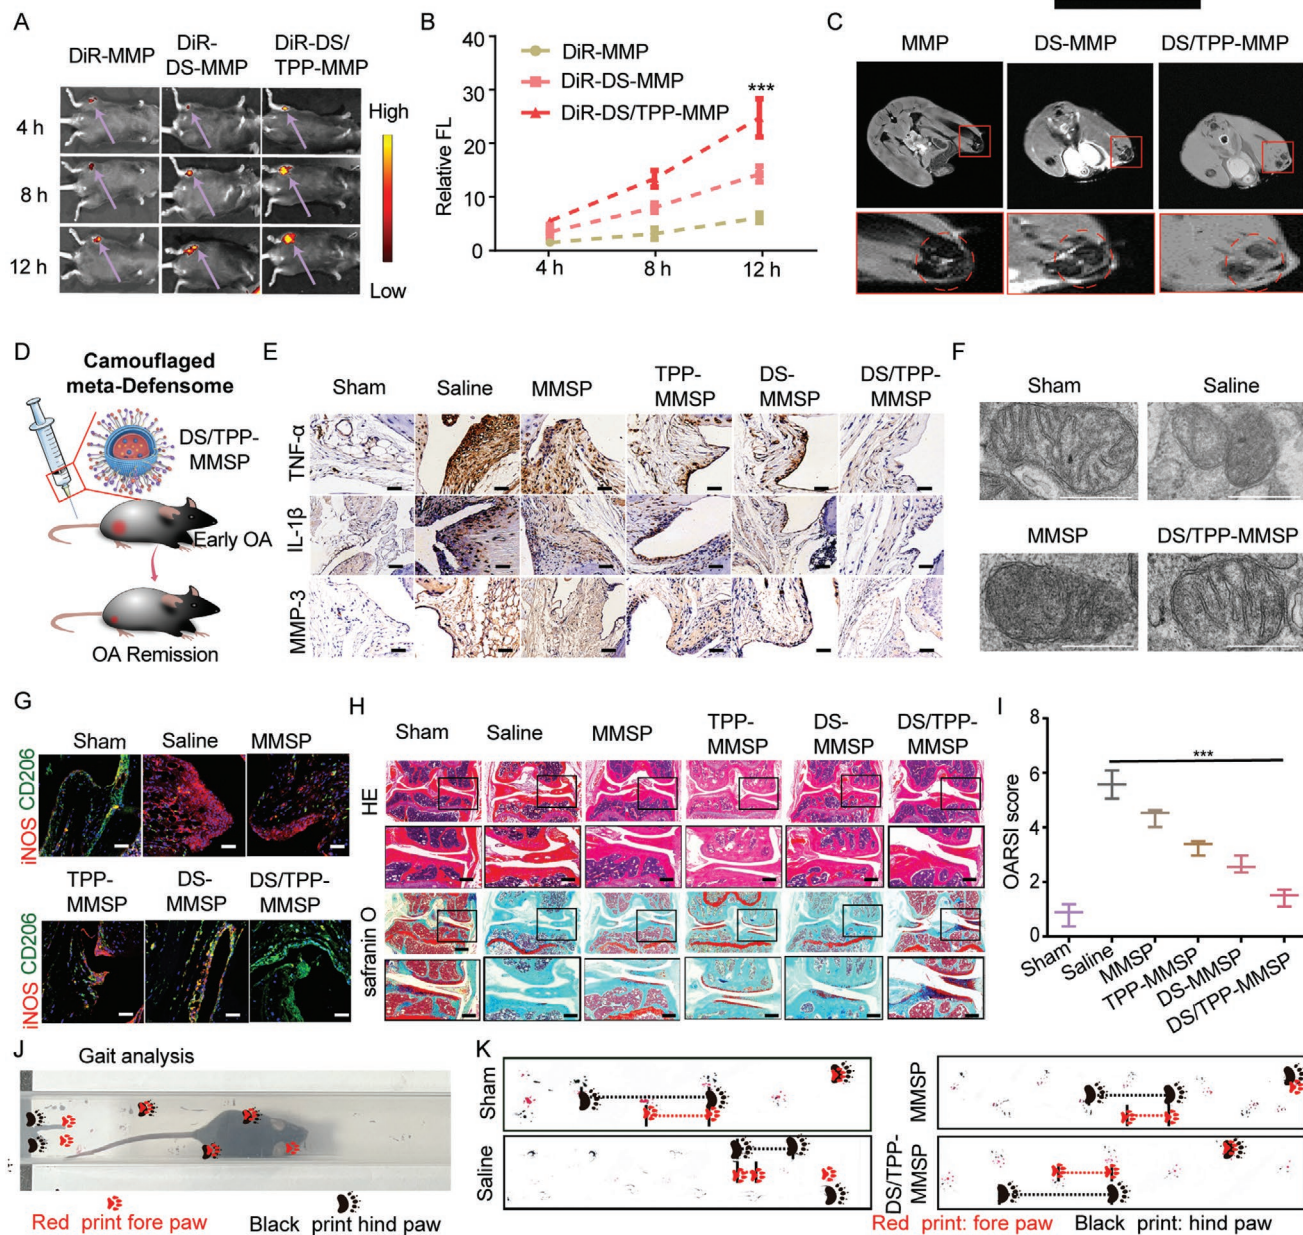 A
DiR-MMP
DiR-
DS-MMP
DiR-DS/
TPP-MMP
4 h
8 h
12 h
High
Low
B
Relative FL
40
30
20
10
0
4 h
8 h
12 h
DiR-MMP
DiR-DS-MMP
DiR-DS/TPP-MMP
***
C
MMP
DS-MMP
DS/TPP-MMP
D
Camouflaged
meta-Defensome
DS/TPP-
MMSP
Early OA
OA Remission
E
Sham
Saline
MMSP
TPP-
MMSP
DS-
MMSP
DS/TPP-
MMSP
TNF-α
IL-1β
MMP-3
F
Sham
Saline
MMSP
DS/TPP-MMSP
G
Sham
Saline
MMSP
iNOS CD206
TPP-
MMSP
DS-
MMSP
DS/TPP-
MMSP
iNOS CD206
H
Sham
Saline
MMSP
TPP-
MMSP
DS-
MMSP
DS/TPP-
MMSP
HE
safranin O
I
OARSI score
8
6
4
2
0
***
Sham
Saline
MMSP
TPP-MMSP
DS-MMSP
DS/TPP-MMSP
J
Gait analysis
Red print fore paw
Black print hind paw
K
Sham
Saline
MMSP
DS/TPP-
MMSP
Red print: fore paw
Black print: hind paw